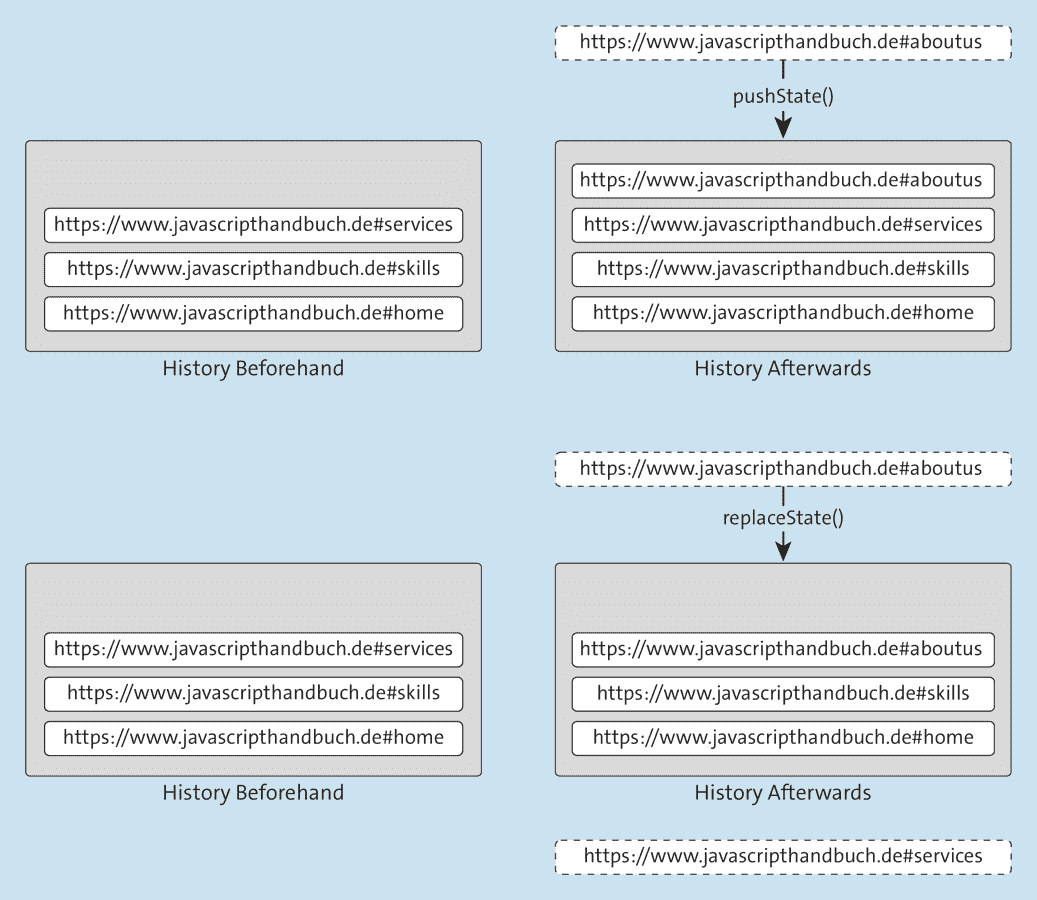 https://www.javascripthandbuch.de#aboutus
pushState()
https://www.javascripthandbuch.de#services
https://www.javascripthandbuch.de#skills
https://www.javascripthandbuch.de#home
History Beforehand
https://www.javascripthandbuch.de#aboutus
https://www.javascripthandbuch.de#services
https://www.javascripthandbuch.de#skills
https://www.javascripthandbuch.de#home
History Afterwards
https://www.javascripthandbuch.de#aboutus
replaceState()
https://www.javascripthandbuch.de#services
https://www.javascripthandbuch.de#skills
https://www.javascripthandbuch.de#home
History Beforehand
https://www.javascripthandbuch.de#aboutus
https://www.javascripthandbuch.de#skills
https://www.javascripthandbuch.de#home
History Afterwards
https://www.javascripthandbuch.de#services